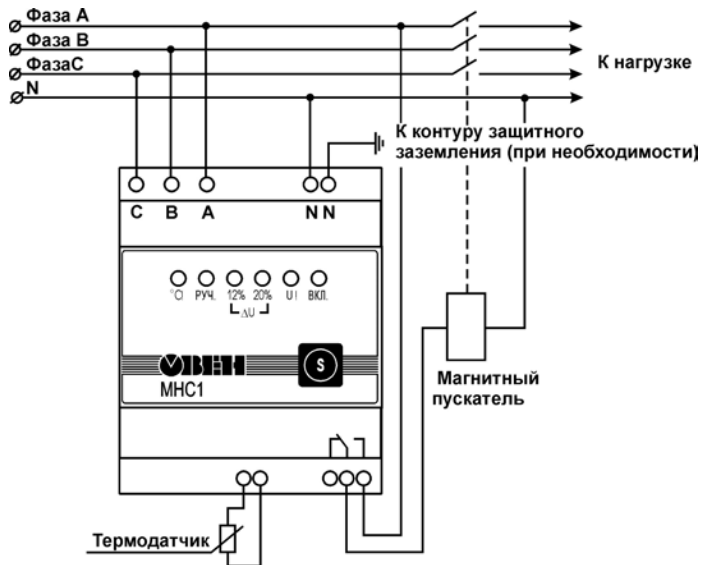 Фаза А
Фаза В
ФазаС
N
К нагрузке
К контуру защитного
заземления (при необходимости)
C B A N N
°C! РУЧ. 12% 20% U! ВКЛ.
ΔU
ОВЕН
S
МНС1
Магнитный
пускатель
Термодатчик